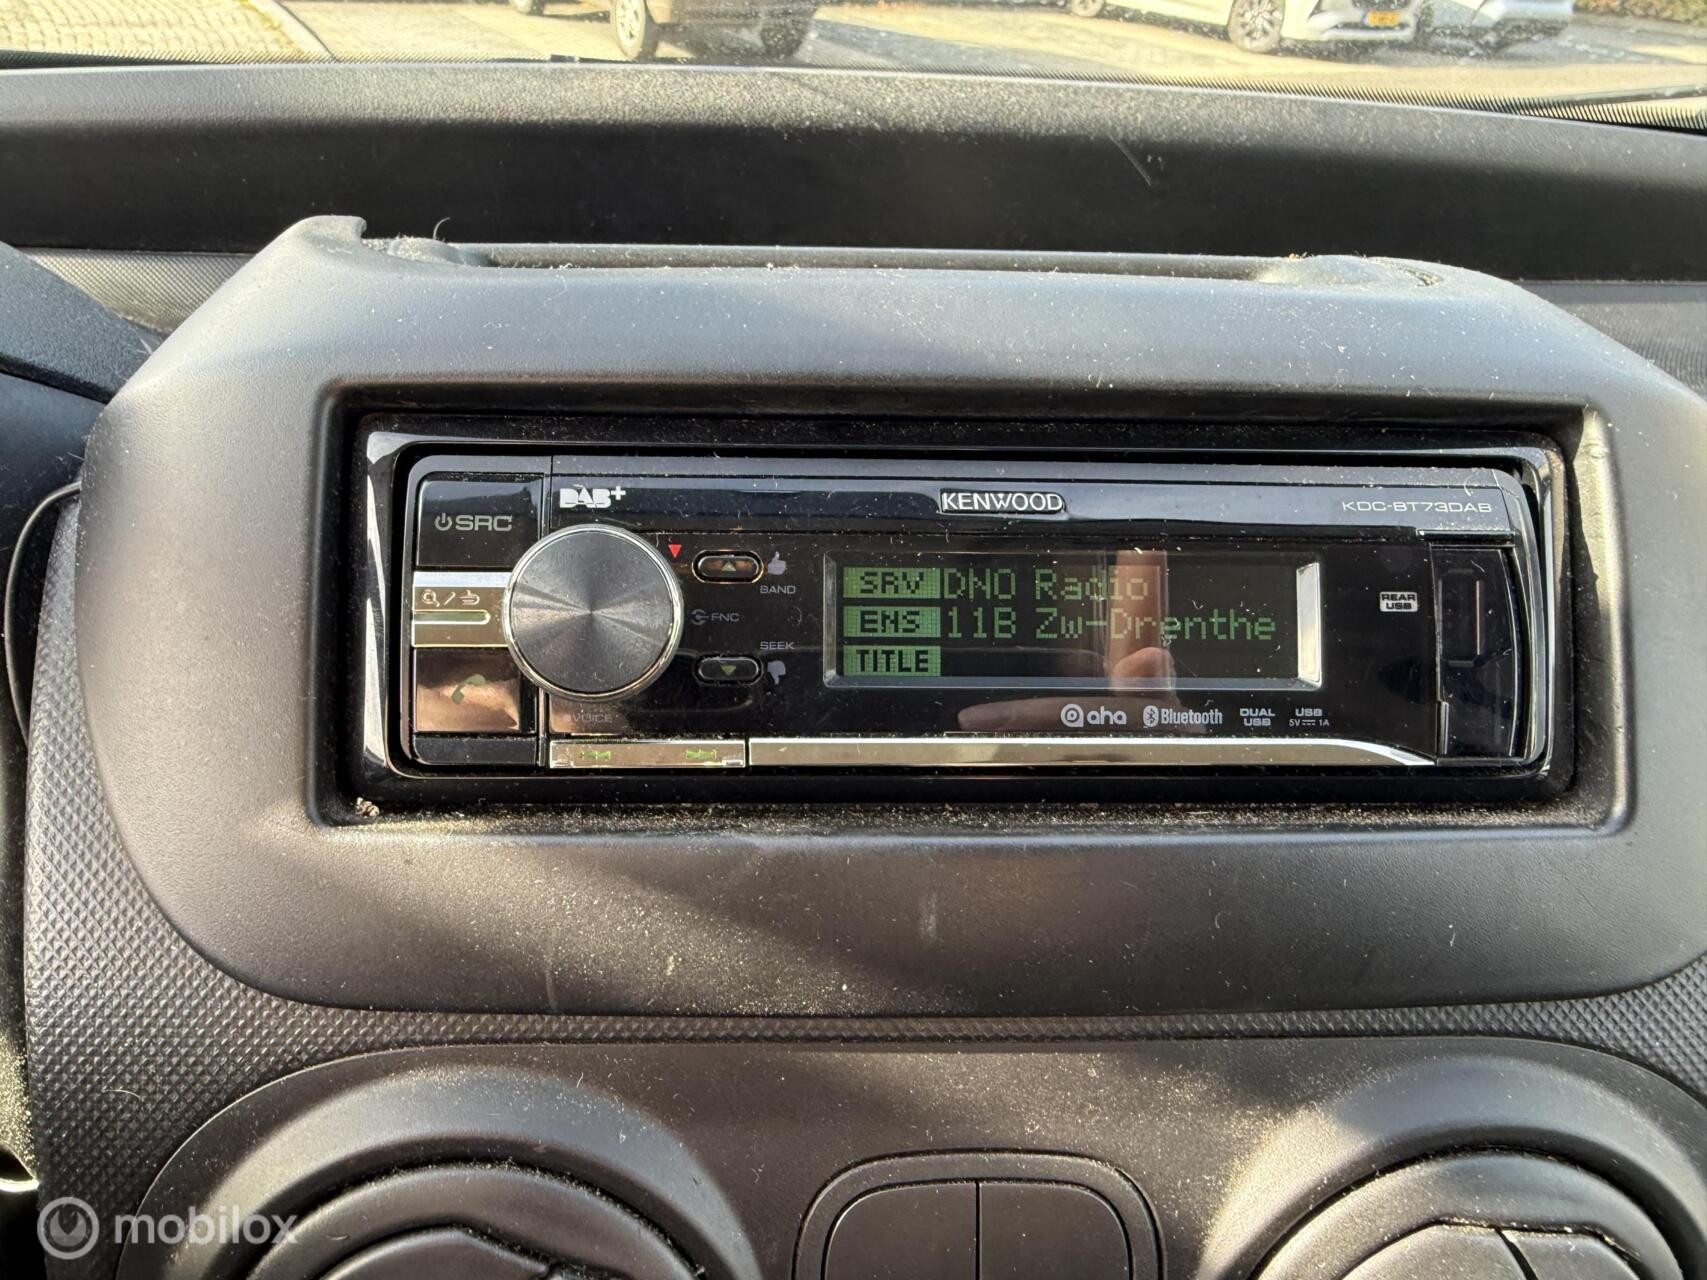 SRC
DAB+
KENWOOD
KDC-BT73DAB
BAND
FNC
SEEK
VOICE
SRV DNO Radio
ENS 11B Zw-Drenthe
TITLE
REAR
USB
aha
Bluetooth
DUAL
USB
USB
5V 1A
mobilox